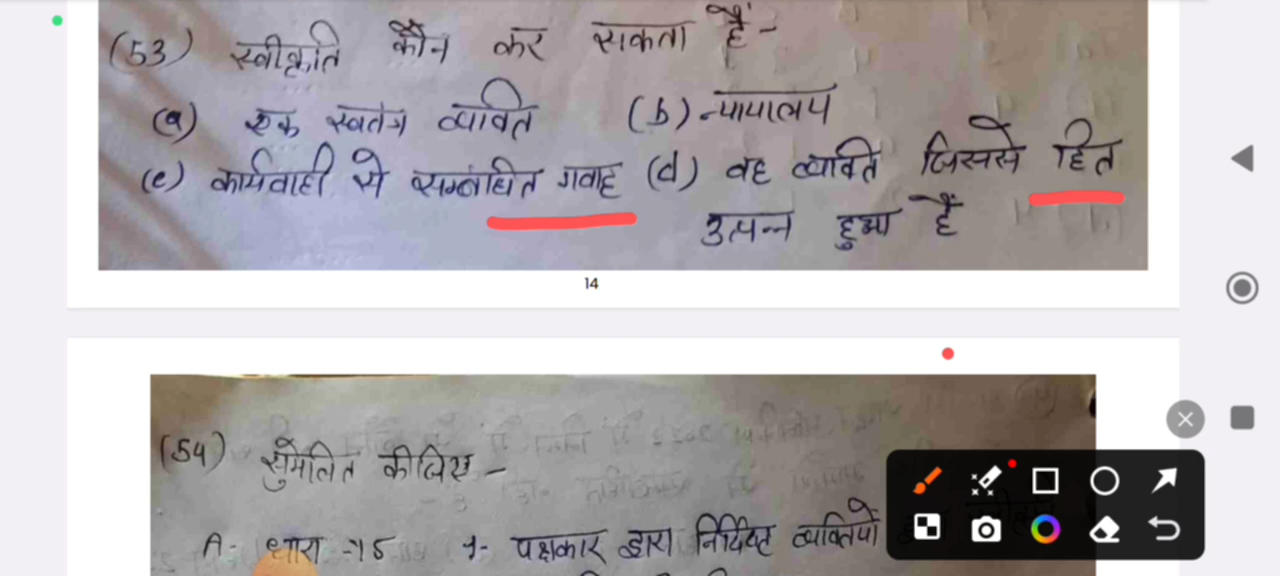 (53) स्वीकृति कौन कर सकता है -
(a) एक स्वतंत्र व्यक्ति (b) न्यायालय
(c) कार्यवाही से सम्बंधित गवाह (d) वह व्यक्ति जिससे हित
उत्पन्न हुआ है
14
(54) सुमेलित कीजिए -
A- धारा -15 1- पक्षकार द्वारा निर्दिष्ट व्यक्तियों